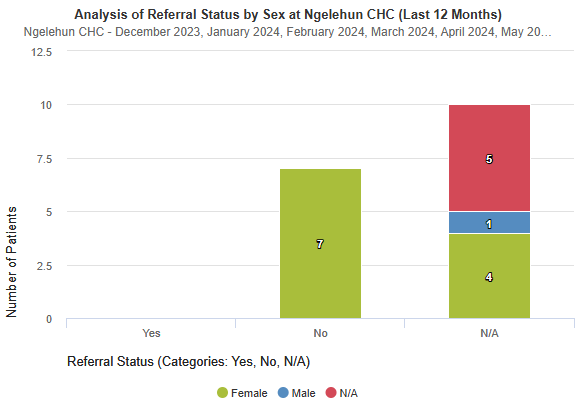 Analysis of Referral Status by Sex at Ngelehun CHC (Last 12 Months)
Ngelehun CHC - December 2023, January 2024, February 2024, March 2024, April 2024, May 20…
12.5
10
7.5
5
2.5
0
Number of Patients
7
5
1
4
Yes
No
N/A
Referral Status (Categories: Yes, No, N/A)
Female
Male
N/A